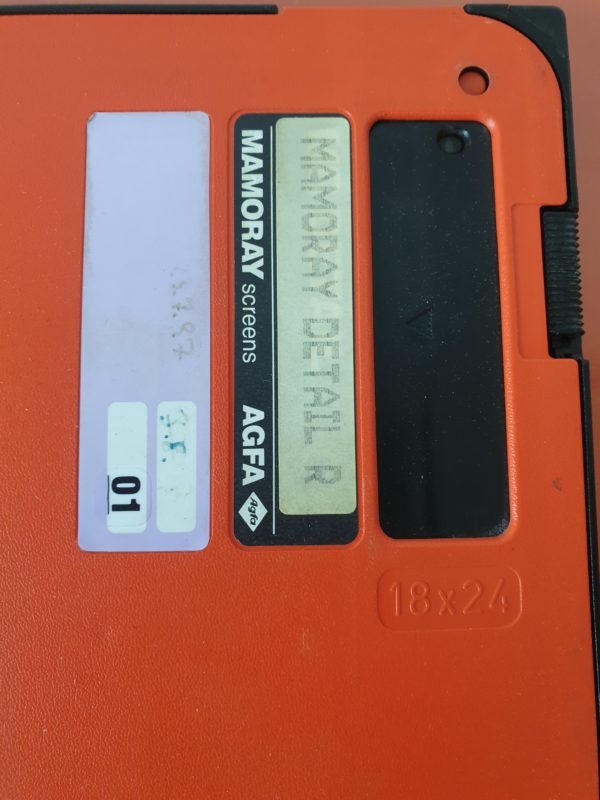 MAMORAY DETAIL R
MAMORAY screens AGFA
Agfa
01
18x24